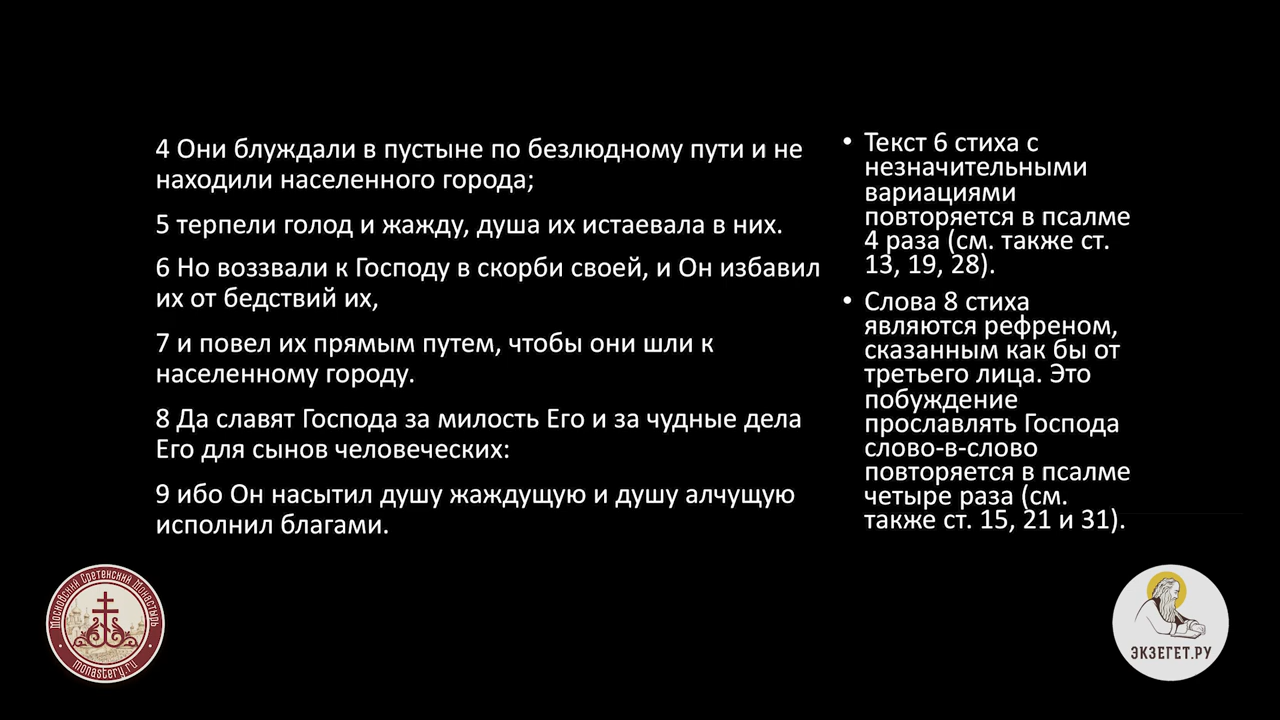 4 Они блуждали в пустыне по безлюдному пути и не
находили населенного города;
5 терпели голод и жажду, душа их истаевала в них.
6 Но воззвали к Господу в скорби своей, и Он избавил
их от бедствий их,
7 и повел их прямым путем, чтобы они шли к
населенному городу.
8 Да славят Господа за милость Его и за чудные дела
Его для сынов человеческих:
9 ибо Он насытил душу жаждущую и душу алчущую
исполнил благами.
• Текст 6 стиха с
незначительными
вариациями
повторяется в псалме
4 раза (см. также ст.
13, 19, 28).
• Слова 8 стиха
являются рефреном,
сказанным как бы от
третьего лица. Это
побуждение
прославлять Господа
слово-в-слово
повторяется в псалме
четыре раза (см.
также ст. 15, 21 и 31).
Московский Сретенский Монастырь
monastery.ru
ЭКЗЕГЕТ.РУ